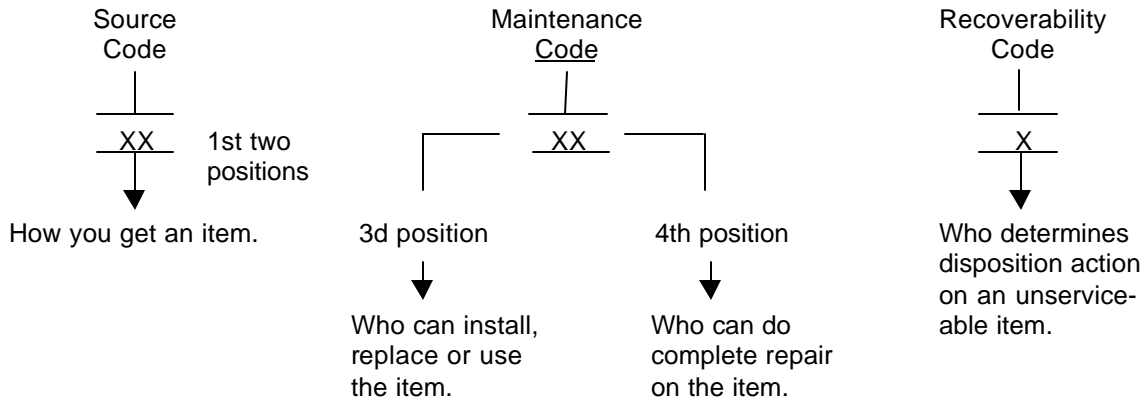 Source
Code
XX
1st two
positions
How you get an item.
Maintenance
Code
XX
3d position
4th position
Who can install,
replace or use
the item.
Who can do
complete repair
on the item.
Recoverability
Code
X
Who determines
disposition action
on an unservice-
able item.